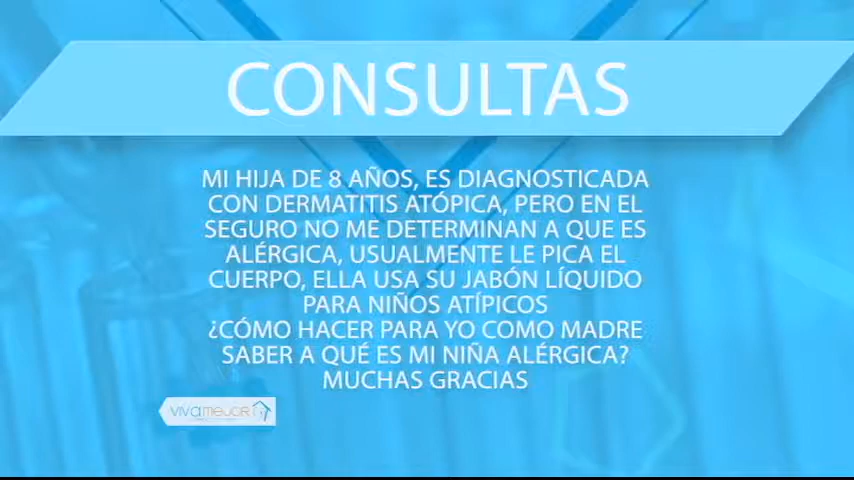 CONSULTAS
MI HIJA DE 8 AÑOS, ES DIAGNOSTICADA
CON DERMATITIS ATÓPICA, PERO EN EL
SEGURO NO ME DETERMINAN A QUE ES
ALÉRGICA, USUALMENTE LE PICA EL
CUERPO, ELLA USA SU JABÓN LÍQUIDO
PARA NIÑOS ATÍPICOS
¿CÓMO HACER PARA YO COMO MADRE
SABER A QUÉ ES MI NIÑA ALÉRGICA?
MUCHAS GRACIAS
VIVAMEJOR